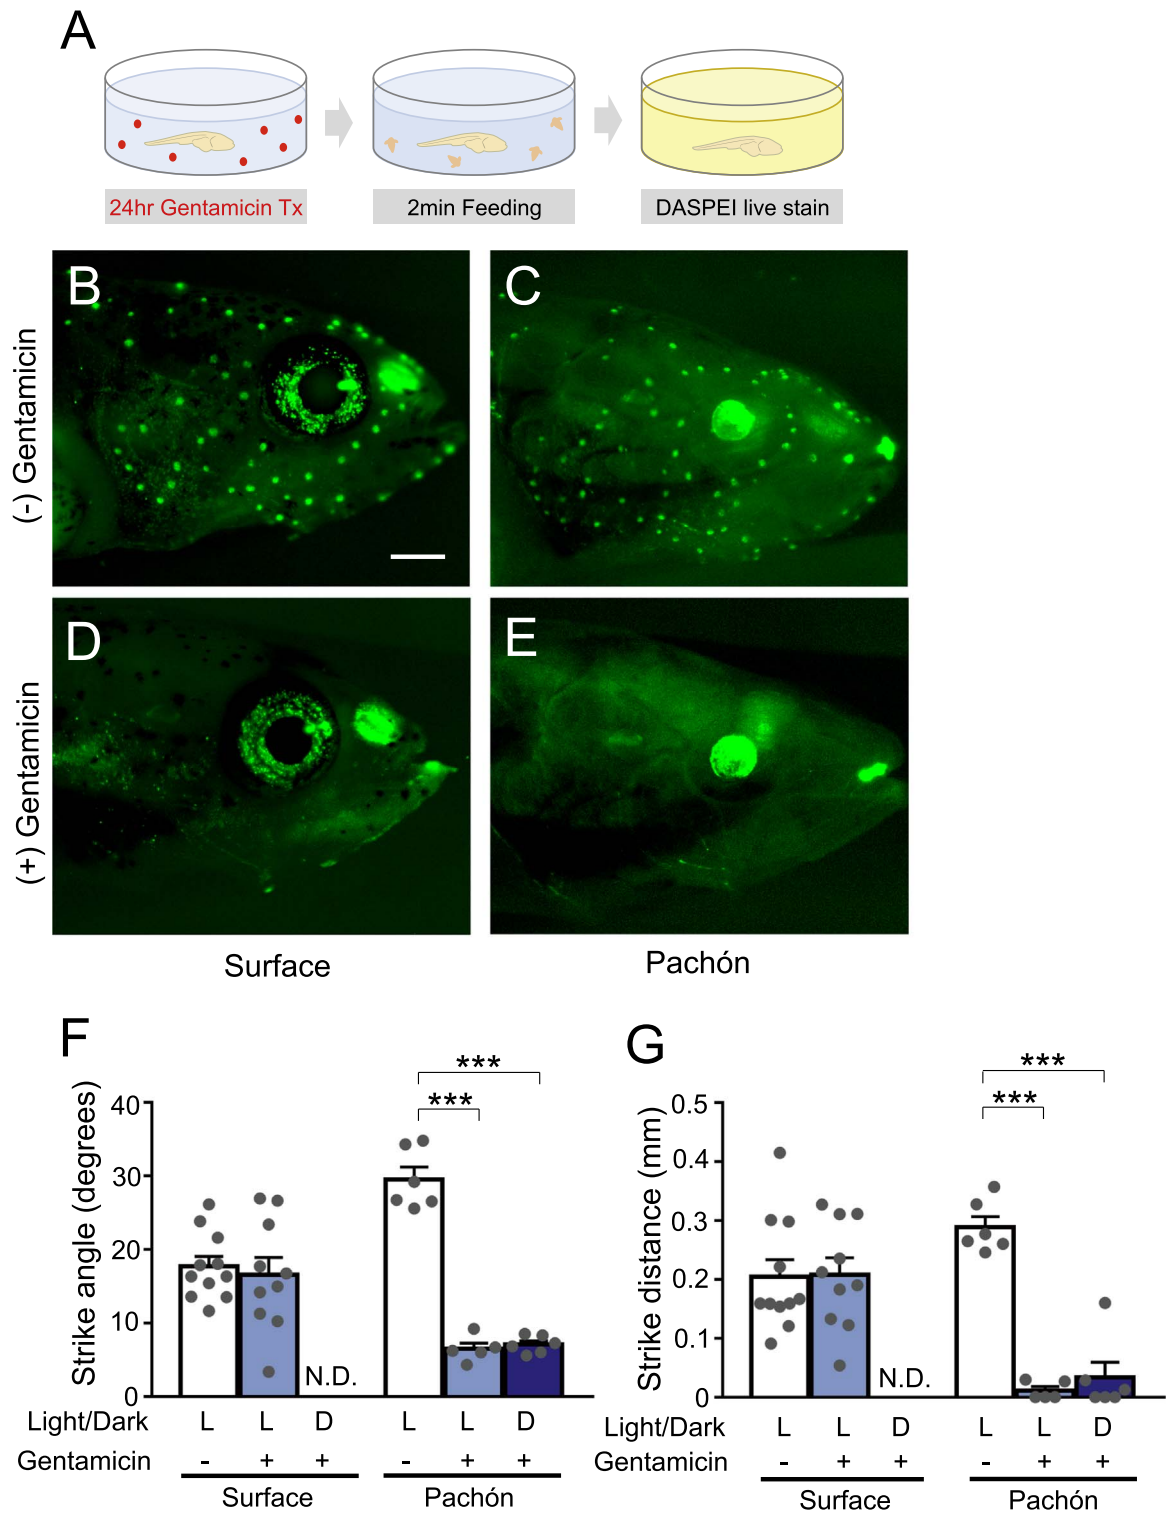 A
24hr Gentamicin Tx
2min Feeding
DASPEI live stain
(-) Gentamicin
B
C
(+) Gentamicin
D
E
Surface
Pachón
F
Strike angle (degrees)
40
30
20
10
0
***
***
N.D.
Light/Dark L L D L L D
Gentamicin - + + - + +
Surface Pachón
G
Strike distance (mm)
0.5
0.4
0.3
0.2
0.1
0
***
***
N.D.
Light/Dark L L D L L D
Gentamicin - + + - + +
Surface Pachón